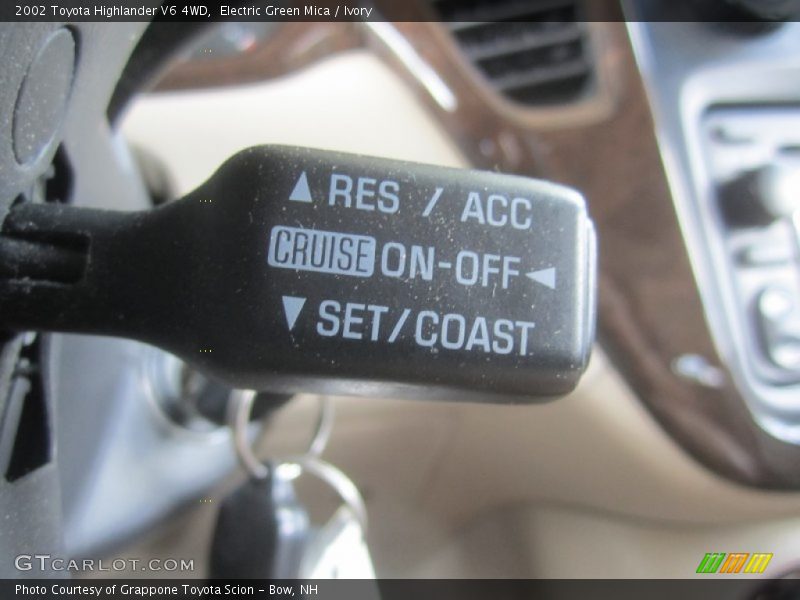 2002 Toyota Highlander V6 4WD, Electric Green Mica / Ivory
▲ RES / ACC
CRUISE ON-OFF ◄
▼ SET/COAST
GTCARLOT.COM
Photo Courtesy of Grappone Toyota Scion - Bow, NH